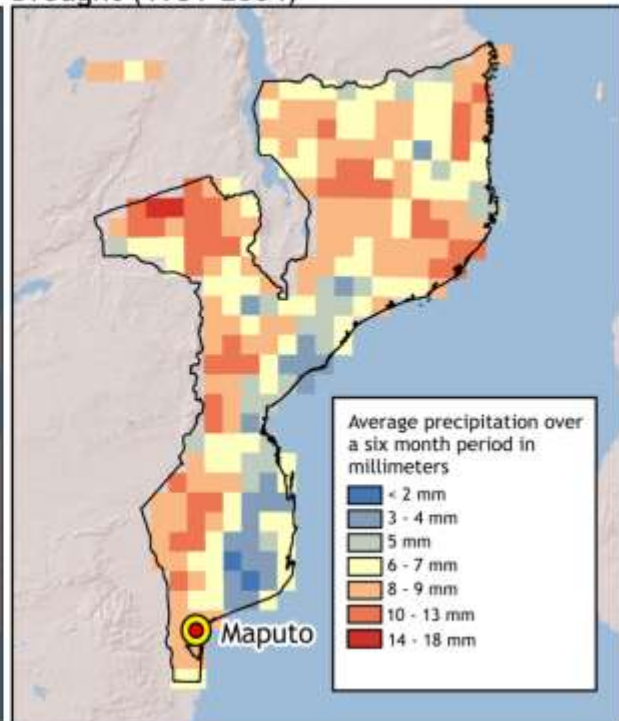 Average precipitation over
a six month period in
millimeters
< 2 mm
3 - 4 mm
5 mm
6 - 7 mm
8 - 9 mm
10 - 13 mm
14 - 18 mm
Maputo